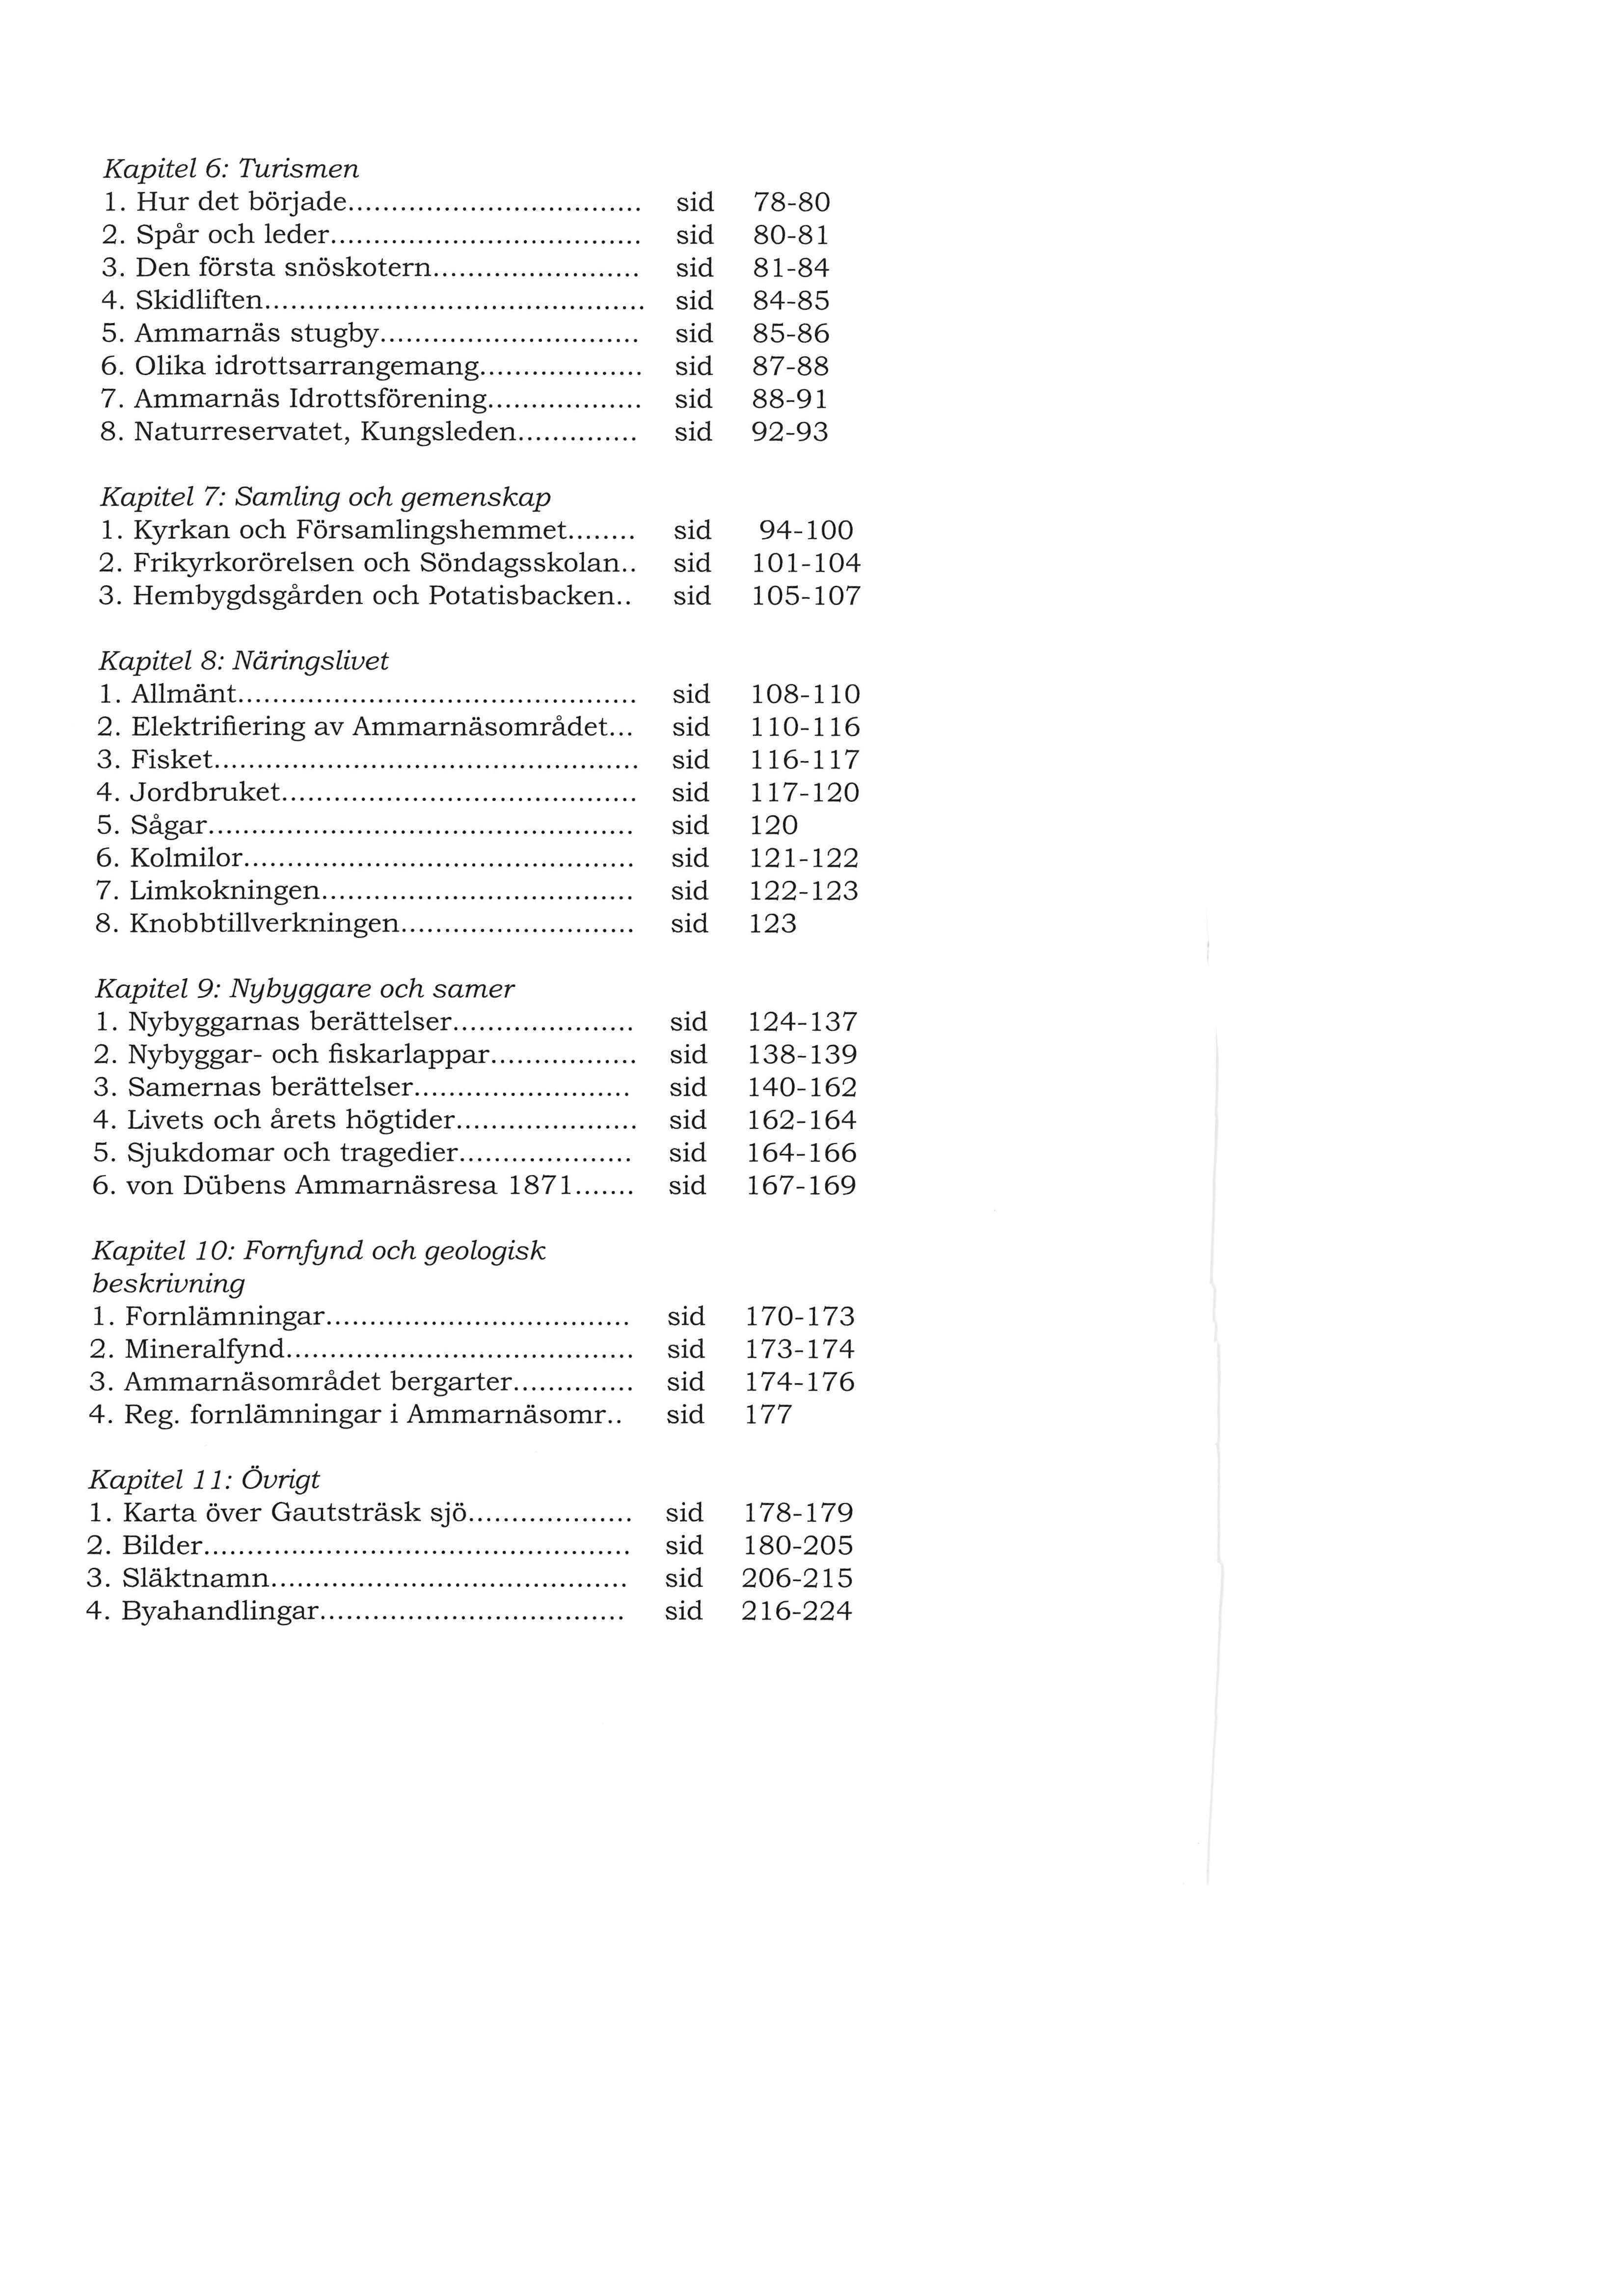 Kapitel 6: Turismen
1. Hur det började.................................. sid 78-80
2. Spår och leder.................................... sid 80-81
3. Den första snöskotern........................ sid 81-84
4. Skidliften............................................ sid 84-85
5. Ammarnäs stugby.............................. sid 85-86
6. Olika idrottsarrangemang................... sid 87-88
7. Ammarnäs Idrottsförening.................. sid 88-91
8. Naturreservatet, Kungsleden.............. sid 92-93
Kapitel 7: Samling och gemenskap
1. Kyrkan och Församlingshemmet........ sid 94-100
2. Frikyrkorörelsen och Söndagsskolan.. sid 101-104
3. Hembygdsgården och Potatisbacken.. sid 105-107
Kapitel 8: Näringslivet
1. Allmänt.............................................. sid 108-110
2. Elektrifiering av Ammarnäsområdet... sid 110-116
3. Fisket................................................. sid 116-117
4. Jordbruket......................................... sid 117-120
5. Sågar................................................. sid 120
6. Kolmilor............................................. sid 121-122
7. Limkokningen.................................... sid 122-123
8. Knobbtillverkningen........................... sid 123
Kapitel 9: Nybyggare och samer
1. Nybyggarnas berättelser..................... sid 124-137
2. Nybyggar- och fiskarlappar................. sid 138-139
3. Samernas berättelser......................... sid 140-162
4. Livets och årets högtider..................... sid 162-164
5. Sjukdomar och tragedier.................... sid 164-166
6. von Dübens Ammarnäsresa 1871....... sid 167-169
Kapitel 10: Fornfynd och geologisk
beskrivning
1. Fornlämningar................................... sid 170-173
2. Mineralfynd........................................ sid 173-174
3. Ammarnäsområdet bergarter.............. sid 174-176
4. Reg. fornlämningar i Ammarnäsomr.. sid 177
Kapitel 11: Övrigt
1. Karta över Gautsträsk sjö................... sid 178-179
2. Bilder................................................. sid 180-205
3. Släktnamn......................................... sid 206-215
4. Byahandlingar................................... sid 216-224